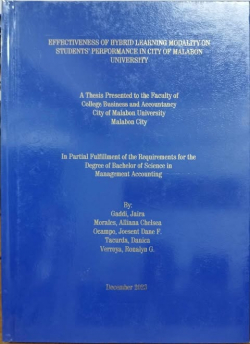 EFFECTIVENESS OF HYBRID LEARNING MODALITY ON
STUDENTS' PERFORMANCE IN CITY OF MALABON
UNIVERSITY
A Thesis Presented to the Faculty of
College Business and Accountancy
City of Malabon University
Malabon City
In Partial Fulfillment of the Requirements for the
Degree of Bachelor of Science in
Management Accounting
By:
Gaddi, Jaira
Morales, Alliana Chelsea
Ocampo, Joesent Dane F.
Tacurda, Danica
Verroya, Rosalyn G.
December 2023